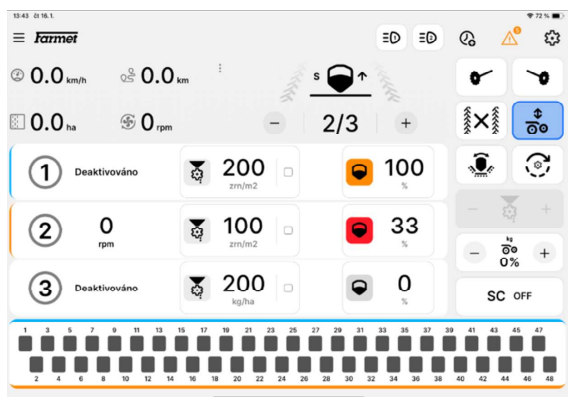 13:43 čt 16. 1.
72 %
Farmet
0.0 km/h
0.0 km
S
0.0 ha
0 rpm
− 2/3 +
1 Deaktivováno
200 zrn/m2
100 %
2
0 rpm
100 zrn/m2
33 %
− +
kg
− 0% +
3 Deaktivováno
200 kg/ha
0 %
SC OFF
1 3 5 7 9 11 13 15 17 19 21 23 25 27 29 31 33 35 37 39 41 43 45 47
2 4 6 8 10 12 14 16 18 20 22 24 26 28 30 32 34 36 38 40 42 44 46 48